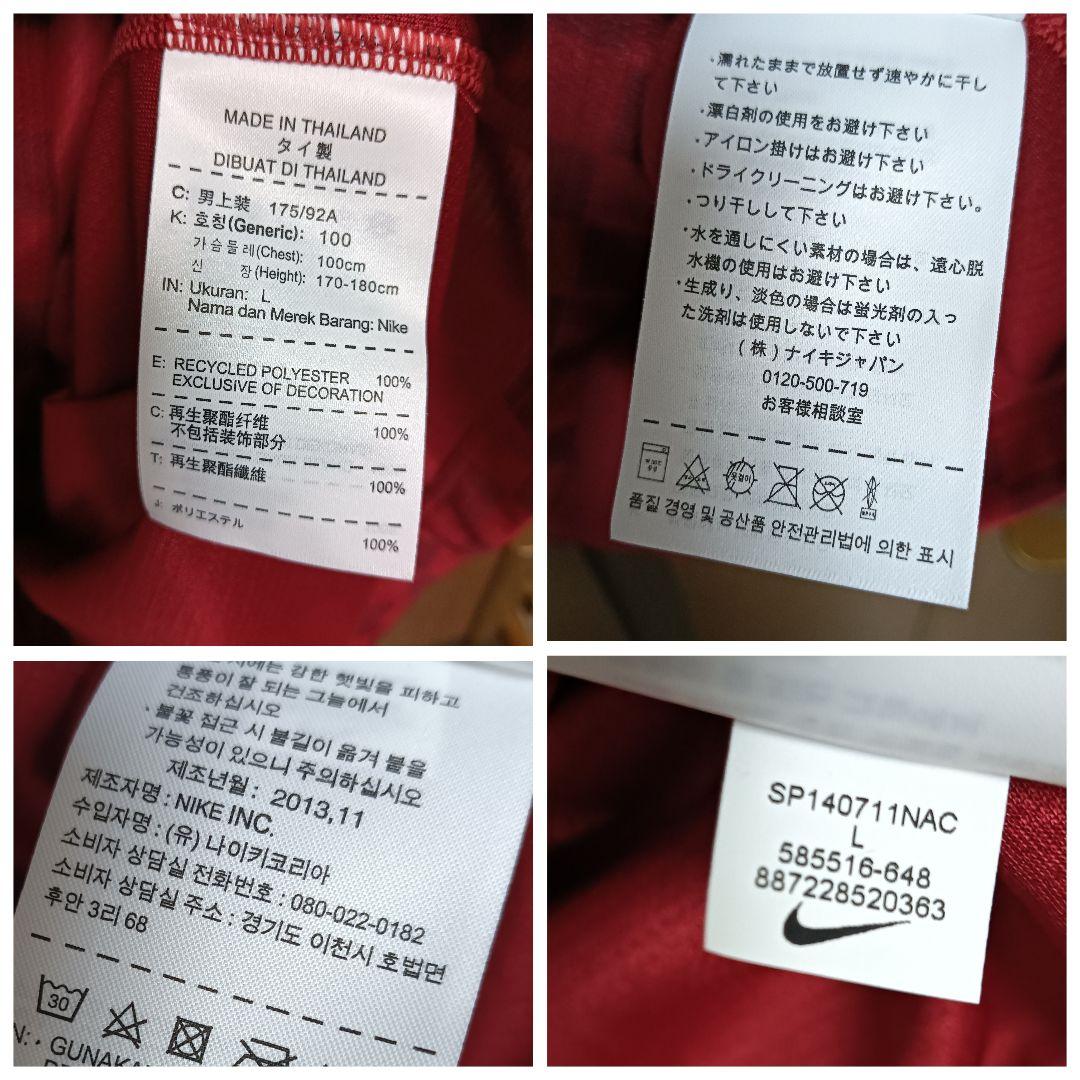 MADE IN THAILAND
タイ製
DIBUAT DI THAILAND
C: 男上装 175/92A
K: 호칭(Generic): 100
가슴둘레(Chest): 100cm
신 장(Height): 170-180cm
IN: Ukuran: L
Nama dan Merek Barang: Nike
E: RECYCLED POLYESTER 100%
EXCLUSIVE OF DECORATION
C: 再生聚酯纤维 100%
不包括装饰部分
T: 再生聚酯纖維 100%
J: ポリエステル 100%
・濡れたままで放置せず速やかに干し
て下さい
・漂白剤の使用をお避け下さい
・アイロン掛けはお避け下さい
・ドライクリーニングはお避け下さい。
・つり干しして下さい
・水を通しにくい素材の場合は、遠心脱
水機の使用はお避け下さい
・生成り、淡色の場合は蛍光剤の入っ
た洗剤は使用しないで下さい
(株)ナイキジャパン
0120-500-719
お客様相談室
품질 경영 및 공산품 안전관리법에 의한 표시
강한 햇빛을 피하고
통풍이 잘 되는 그늘에서
건조하십시오
· 불꽃 접근 시 불길이 옮겨 붙을
가능성이 있으니 주의하십시오
제조년월 : 2013.11
제조자명 : NIKE INC.
수입자명 : (유) 나이키코리아
소비자 상담실 전화번호 : 080-022-0182
소비자 상담실 주소 : 경기도 이천시 호법면
후안 3리 68
30
SP140711NAC
L
585516-648
887228520363